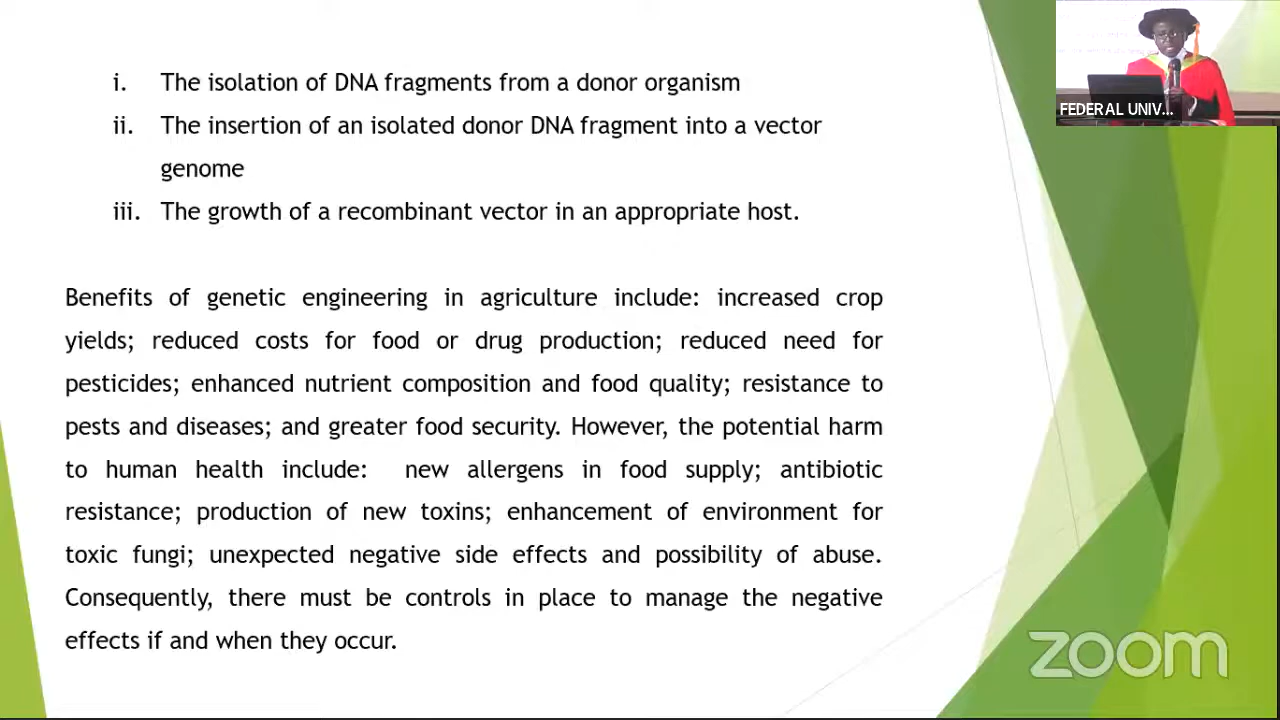 i. The isolation of DNA fragments from a donor organism
ii. The insertion of an isolated donor DNA fragment into a vector
genome
iii. The growth of a recombinant vector in an appropriate host.
Benefits of genetic engineering in agriculture include: increased crop
yields; reduced costs for food or drug production; reduced need for
pesticides; enhanced nutrient composition and food quality; resistance to
pests and diseases; and greater food security. However, the potential harm
to human health include: new allergens in food supply; antibiotic
resistance; production of new toxins; enhancement of environment for
toxic fungi; unexpected negative side effects and possibility of abuse.
Consequently, there must be controls in place to manage the negative
effects if and when they occur.
FEDERAL UNIV...
zoom